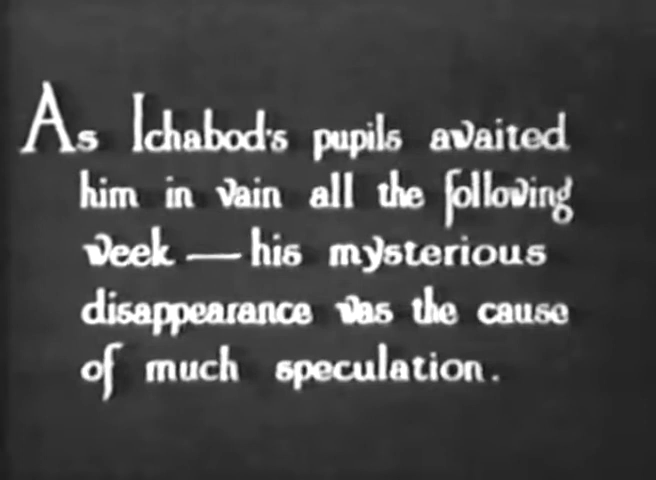 As Ichabod's pupils awaited
him in vain all the following
week — his mysterious
disappearance was the cause
of much speculation.